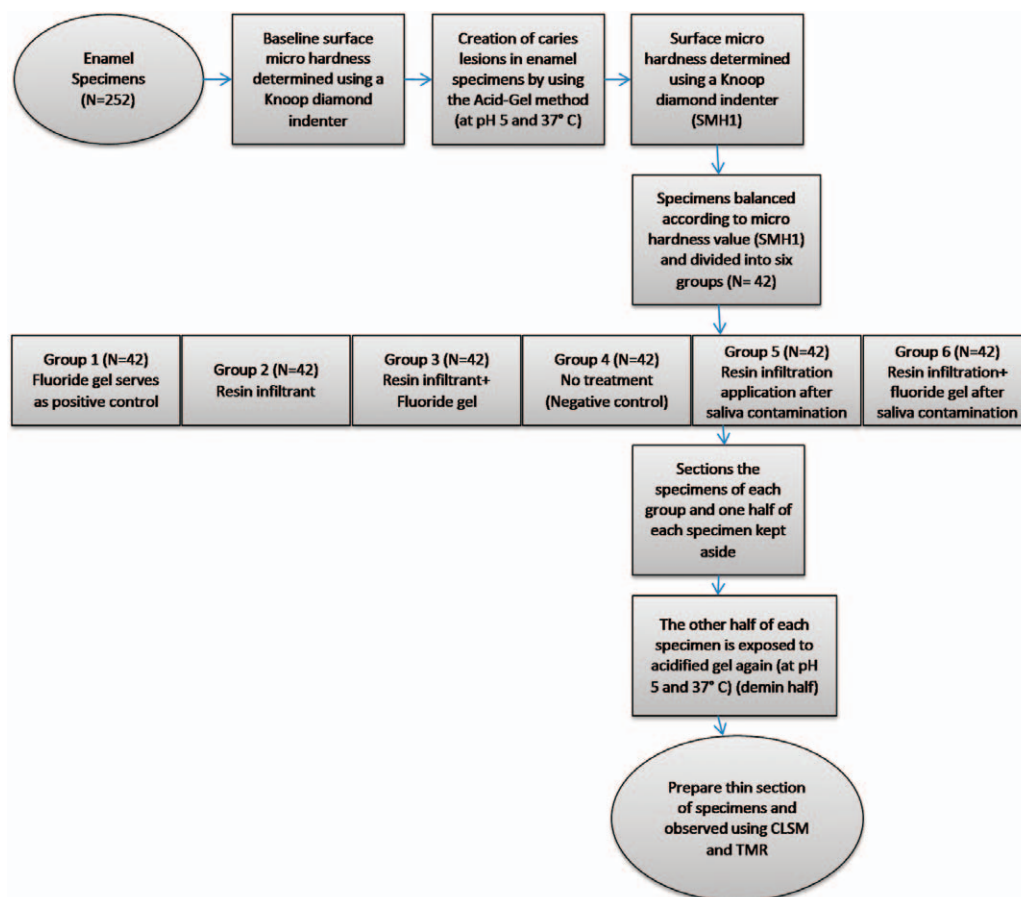 Enamel
Specimens
(N=252)
Baseline surface
micro hardness
determined using a
Knoop diamond
indenter
Creation of caries
lesions in enamel
specimens by using
the Acid-Gel method
(at pH 5 and 37° C)
Surface micro
hardness determined
using a Knoop
diamond indenter
(SMH1)
Specimens balanced
according to micro
hardness value (SMH1)
and divided into six
groups (N= 42)
Group 1 (N=42)
Fluoride gel serves
as positive control
Group 2 (N=42)
Resin infiltrant
Group 3 (N=42)
Resin infiltrant+
Fluoride gel
Group 4 (N=42)
No treatment
(Negative control)
Group 5 (N=42)
Resin infiltration
application after
saliva contamination
Group 6 (N=42)
Resin infiltration+
fluoride gel after
saliva contamination
Sections the
specimens of each
group and one half of
each specimen kept
aside
The other half of each
specimen is exposed to
acidified gel again (at pH
5 and 37° C) (demin half)
Prepare thin section
of specimens and
observed using CLSM
and TMR